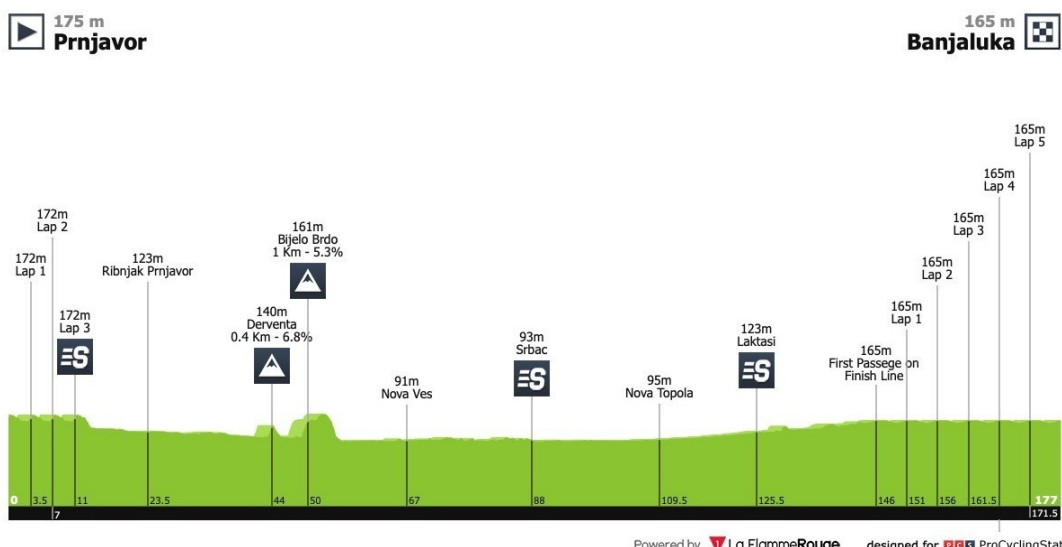 175 m
Prnjavor
165 m
Banjaluka
172m
Lap 1
172m
Lap 2
172m
Lap 3
S
123m
Ribnjak Prnjavor
140m
Derventa
0.4 Km - 6.8%
161m
Bijelo Brdo
1 Km - 5.3%
91m
Nova Ves
93m
Srbac
S
95m
Nova Topola
123m
Laktasi
S
165m
First Passege on
Finish Line
165m
Lap 1
165m
Lap 2
165m
Lap 3
165m
Lap 4
165m
Lap 5
0 3.5 11 23.5 44 50 67 88 109.5 125.5 146 151 156 161.5 177
7 171.5
Powered by La FlammeRouge designed for PCS ProCyclingStat